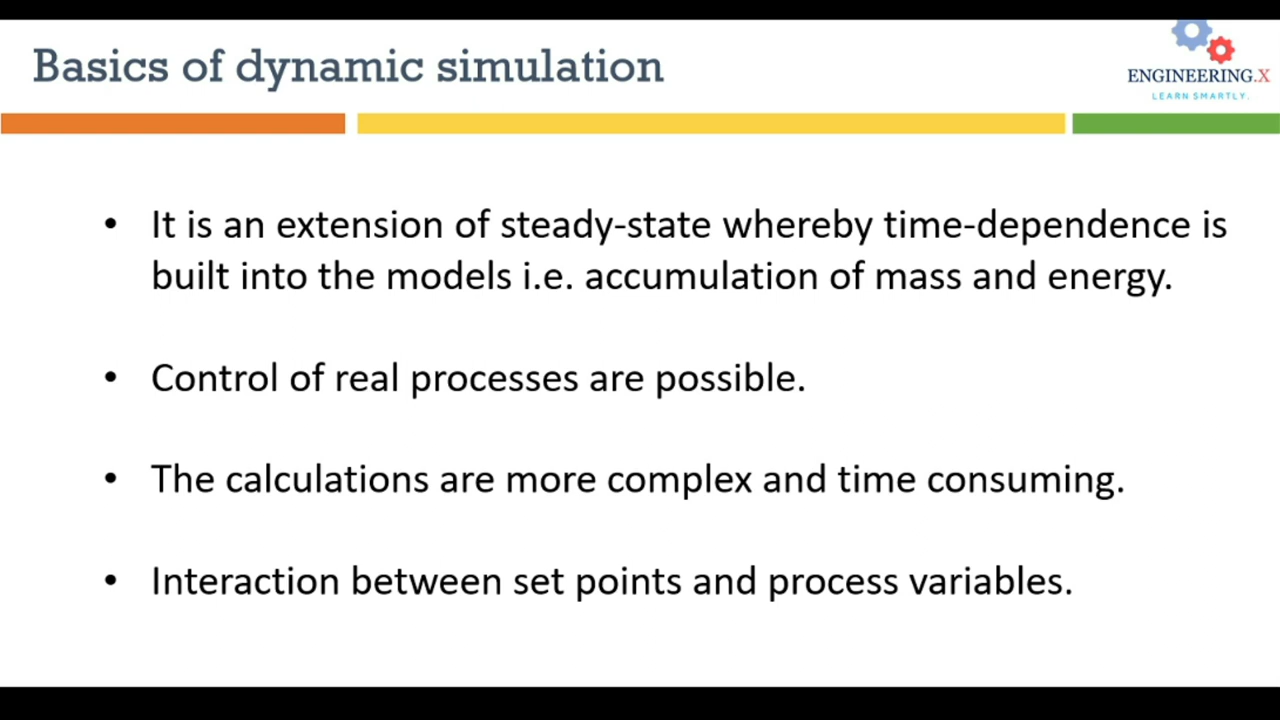 Basics of dynamic simulation
ENGINEERING.X
LEARN SMARTLY.
• It is an extension of steady-state whereby time-dependence is
built into the models i.e. accumulation of mass and energy.
• Control of real processes are possible.
• The calculations are more complex and time consuming.
• Interaction between set points and process variables.